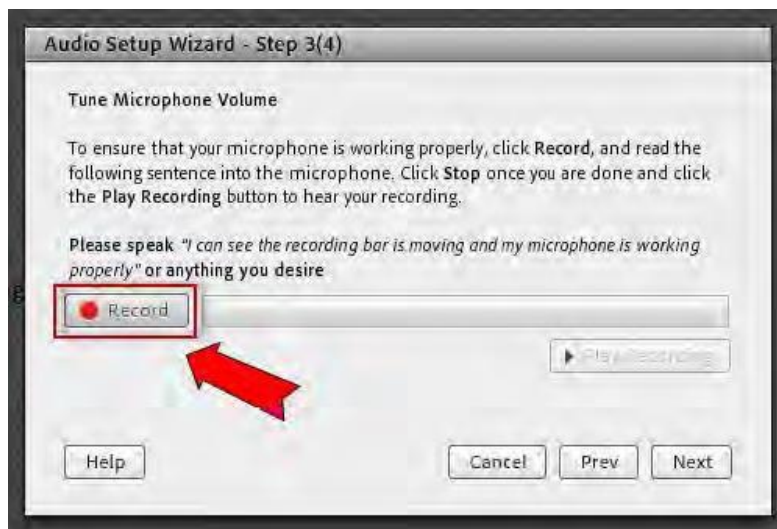 Audio Setup Wizard - Step 3(4)
Tune Microphone Volume
To ensure that your microphone is working properly, click Record, and read the
following sentence into the microphone. Click Stop once you are done and click
the Play Recording button to hear your recording.
Please speak "I can see the recording bar is moving and my microphone is working
properly" or anything you desire
Record
Play Recording
Help
Cancel
Prev
Next